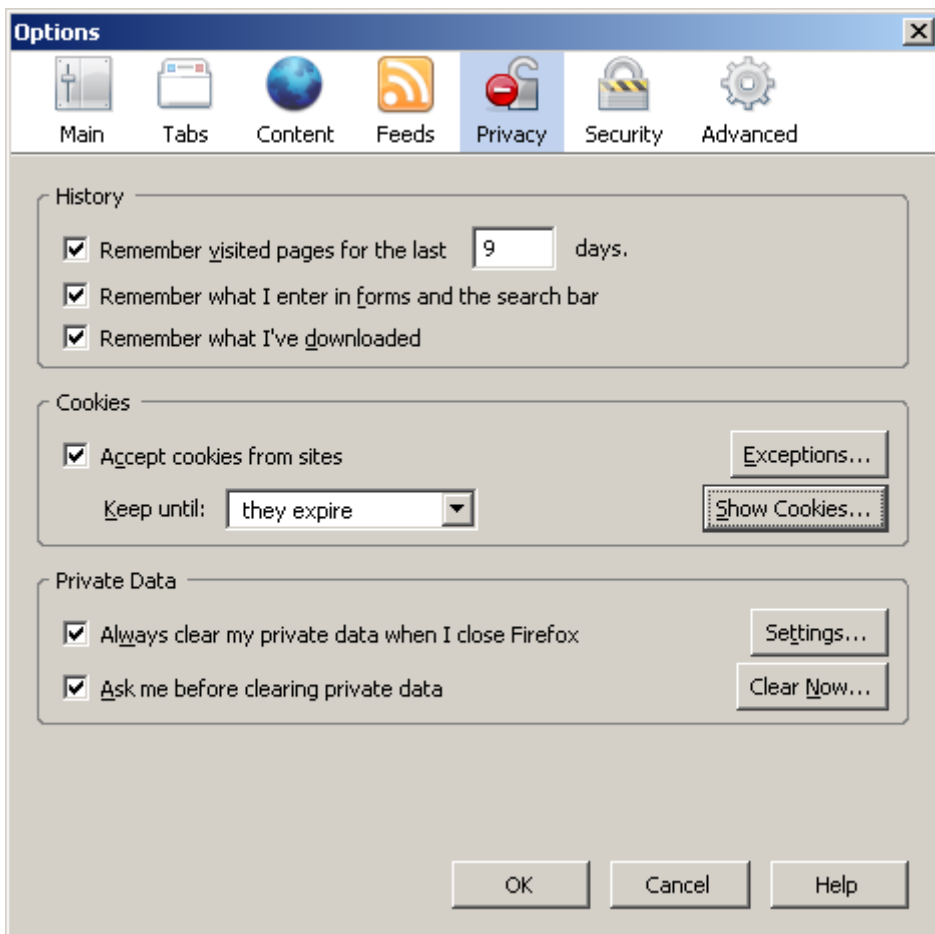 Options
Main Tabs Content Feeds Privacy Security Advanced
History
Remember visited pages for the last 9 days.
Remember what I enter in forms and the search bar
Remember what I've downloaded
Cookies
Accept cookies from sites Exceptions...
Keep until: they expire Show Cookies...
Private Data
Always clear my private data when I close Firefox Settings...
Ask me before clearing private data Clear Now...
OK Cancel Help